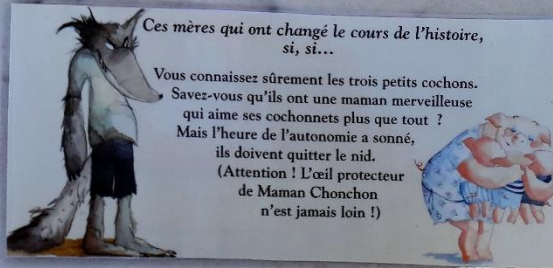 Ces mères qui ont changé le cours de l'histoire,
si, si...
Vous connaissez sûrement les trois petits cochons.
Savez-vous qu'ils ont une maman merveilleuse
qui aime ses cochonnets plus que tout ?
Mais l'heure de l'autonomie a sonné,
ils doivent quitter le nid.
(Attention ! L'œil protecteur
de Maman Chonchon
n'est jamais loin !)